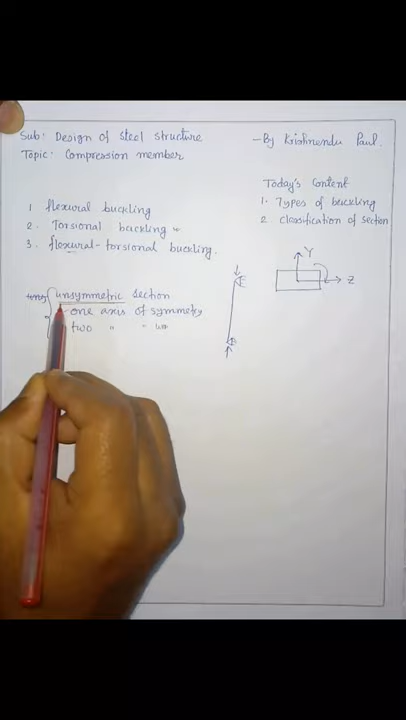 Sub: Design of Steel structure
- By Krishnendu Paul.
Topic: Compression member
Today's Content
1. Types of buckling
2. Classification of section
1 flexural buckling
2. Torsional backling
3. flexural-torsional buckling.
Y
Z
unsymmetric section
one axis of symmetry
two " "